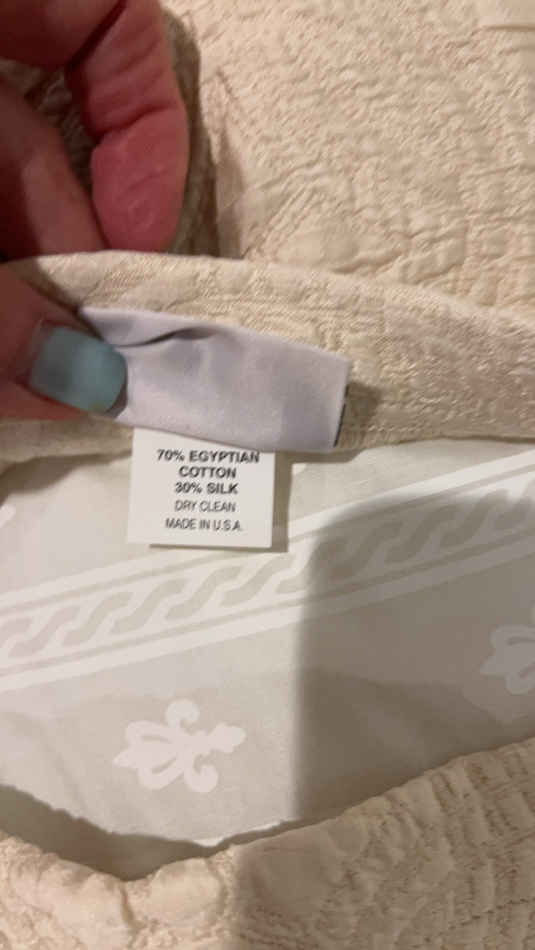 70% EGYPTIAN
COTTON
30% SILK
DRY CLEAN
MADE IN U.S.A.